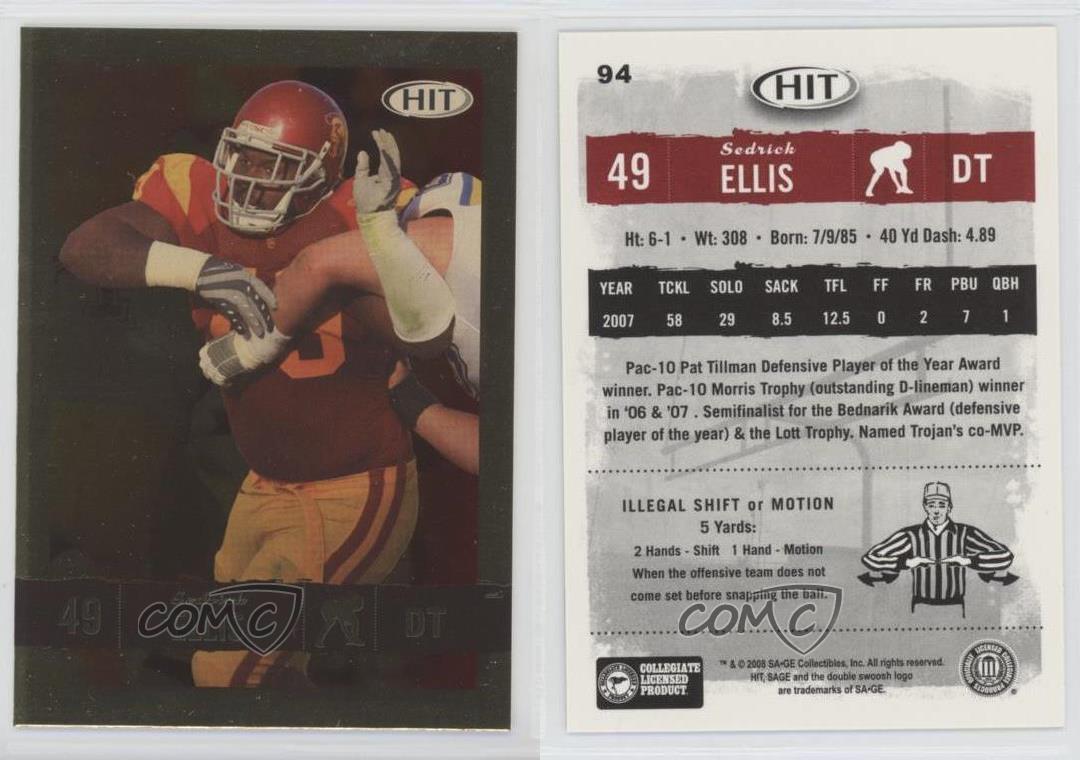 HIT
49
Sedrick
ELLIS
DT
COMC
94
HIT
49
Sedrick
ELLIS
DT
Ht: 6-1 • Wt: 308 • Born: 7/9/85 • 40 Yd Dash: 4.89
YEAR TCKL SOLO SACK TFL FF FR PBU QBH
2007 58 29 8.5 12.5 0 2 7 1
Pac-10 Pat Tillman Defensive Player of the Year Award
winner. Pac-10 Morris Trophy (outstanding D-lineman) winner
in '06 & '07 . Semifinalist for the Bednarik Award (defensive
player of the year) & the Lott Trophy. Named Trojan's co-MVP.
ILLEGAL SHIFT or MOTION
5 Yards:
2 Hands - Shift 1 Hand - Motion
When the offensive team does not
come set before snapping the ball.
COMC
COLLEGIATE
LICENSED
PRODUCT
™ & © 2008 SA•GE Collectibles, Inc. All rights reserved.
HIT, SAGE and the double swoosh logo
are trademarks of SA•GE.